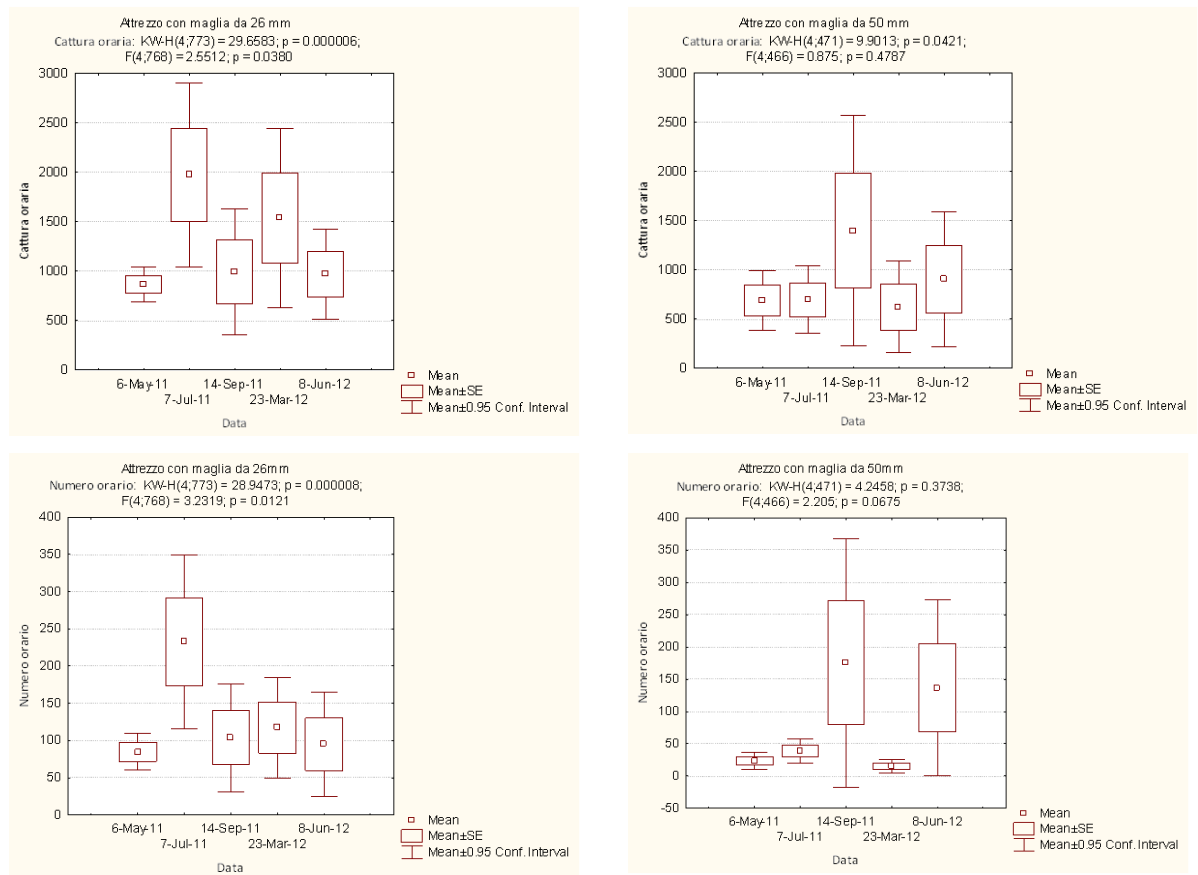 Attrezzo con maglia da 26 mm
Cattura oraria: KW-H(4;773) = 29.6583; p = 0.000006;
F(4;768) = 2.5512; p = 0.0380
3000
2500
2000
1500
1000
500
0
Cattura oraria
6-May-11
14-Sep-11
8-Jun-12
7-Jul-11
23-Mar-12
Data
Mean
Mean±SE
Mean±0.95 Conf. Interval
Attrezzo con maglia da 50 mm
Cattura oraria: KW-H(4;471) = 9.9013; p = 0.0421;
F(4;466) = 0.875; p = 0.4787
3000
2500
2000
1500
1000
500
0
Cattura oraria
6-May-11
14-Sep-11
8-Jun-12
7-Jul-11
23-Mar-12
Data
Mean
Mean±SE
Mean±0.95 Conf. Interval
Attrezzo con maglia da 26mm
Numero orario: KW-H(4;773) = 28.9473; p = 0.000008;
F(4;768) = 3.2319; p = 0.0121
400
350
300
250
200
150
100
50
0
Numero orario
6-May-11
14-Sep-11
8-Jun-12
7-Jul-11
23-Mar-12
Data
Mean
Mean±SE
Mean±0.95 Conf. Interval
Attrezzo con maglia da 50mm
Numero orario: KW-H(4;471) = 4.2458; p = 0.3738;
F(4;466) = 2.205; p = 0.0675
400
350
300
250
200
150
100
50
0
-50
Numero orario
6-May-11
14-Sep-11
8-Jun-12
7-Jul-11
23-Mar-12
Data
Mean
Mean±SE
Mean±0.95 Conf. Interval